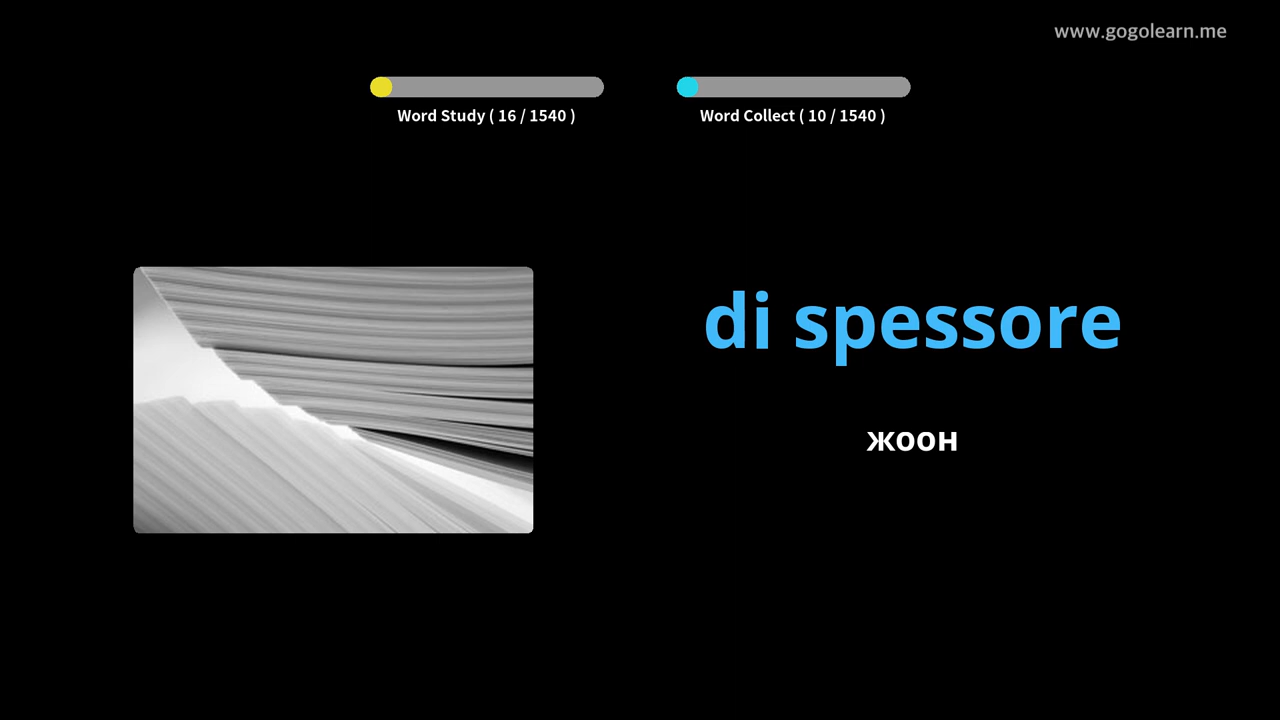 www.gogolearn.me
Word Study ( 16 / 1540 )
Word Collect ( 10 / 1540 )
di spessore
жоон